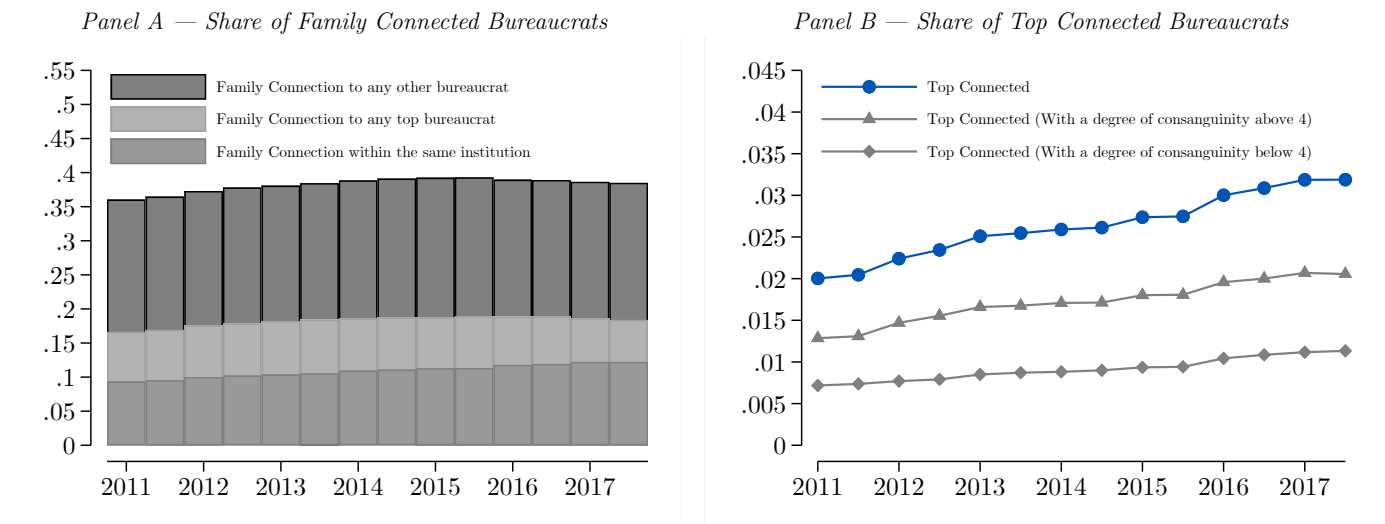 Panel A — Share of Family Connected Bureaucrats
.55
.5
.45
.4
.35
.3
.25
.2
.15
.1
.05
0
Family Connection to any other bureaucrat
Family Connection to any top bureaucrat
Family Connection within the same institution
2011 2012 2013 2014 2015 2016 2017
Panel B — Share of Top Connected Bureaucrats
.045
.04
.035
.03
.025
.02
.015
.01
.005
0
Top Connected
Top Connected (With a degree of consanguinity above 4)
Top Connected (With a degree of consanguinity below 4)
2011 2012 2013 2014 2015 2016 2017